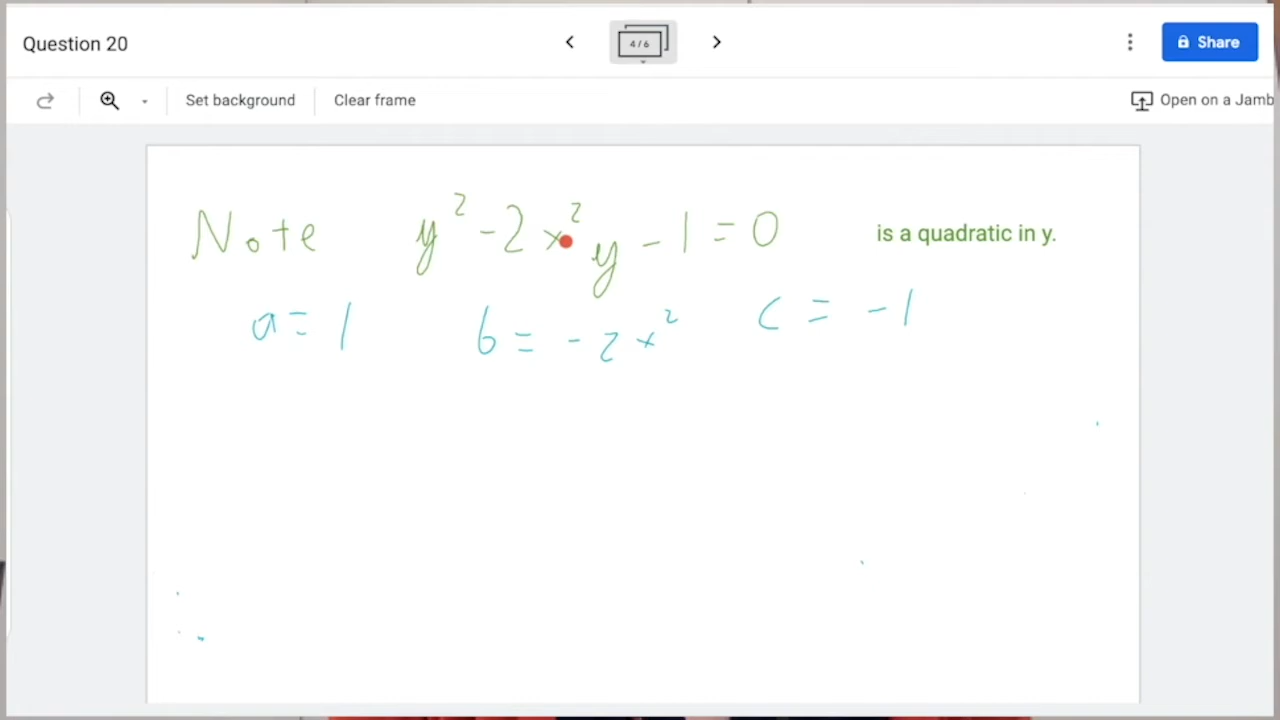 Question 20
4 / 6
Share
Set background
Clear frame
Open on a Jamb
Note y² - 2x²y - 1 = 0 is a quadratic in y.
a = 1 b = -2x² c = -1